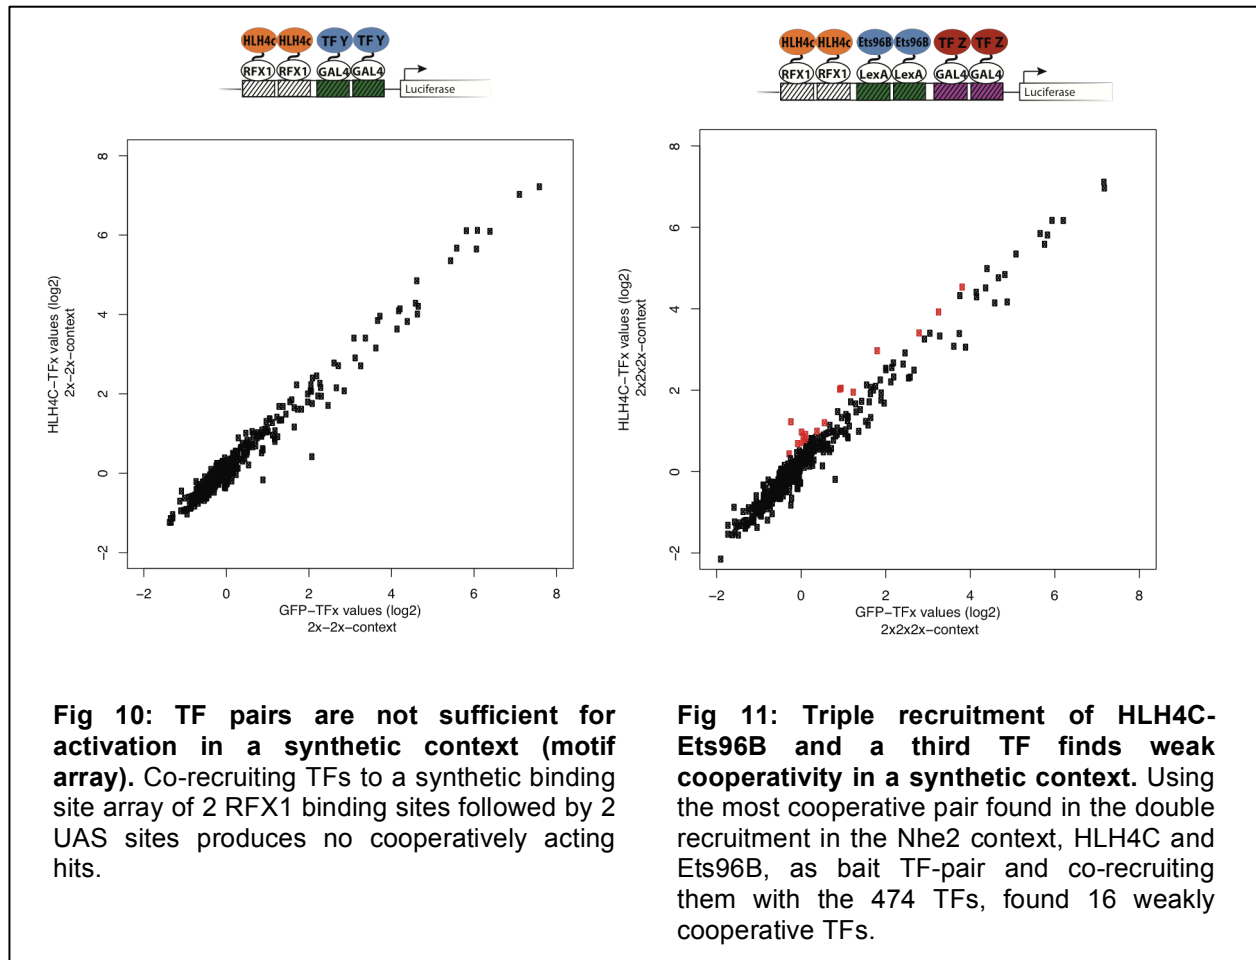 HLH4c HLH4c TF Y TF Y
RFX1 RFX1 GAL4 GAL4
Luciferase
8
6
4
2
0
−2
HLH4C−TFx values (log2)
2x−2x−context
−2 0 2 4 6 8
GFP−TFx values (log2)
2x−2x−context
HLH4c HLH4c Ets96B Ets96B TF Z TF Z
RFX1 RFX1 LexA LexA GAL4 GAL4
Luciferase
8
6
4
2
0
−2
HLH4C−TFx values (log2)
2x2x2x−context
−2 0 2 4 6 8
GFP−TFx values (log2)
2x2x2x−context
Fig 10: TF pairs are not sufficient for
activation in a synthetic context (motif
array). Co-recruiting TFs to a synthetic binding
site array of 2 RFX1 binding sites followed by 2
UAS sites produces no cooperatively acting
hits.
Fig 11: Triple recruitment of HLH4C-
Ets96B and a third TF finds weak
cooperativity in a synthetic context. Using
the most cooperative pair found in the double
recruitment in the Nhe2 context, HLH4C and
Ets96B, as bait TF-pair and co-recruiting
them with the 474 TFs, found 16 weakly
cooperative TFs.